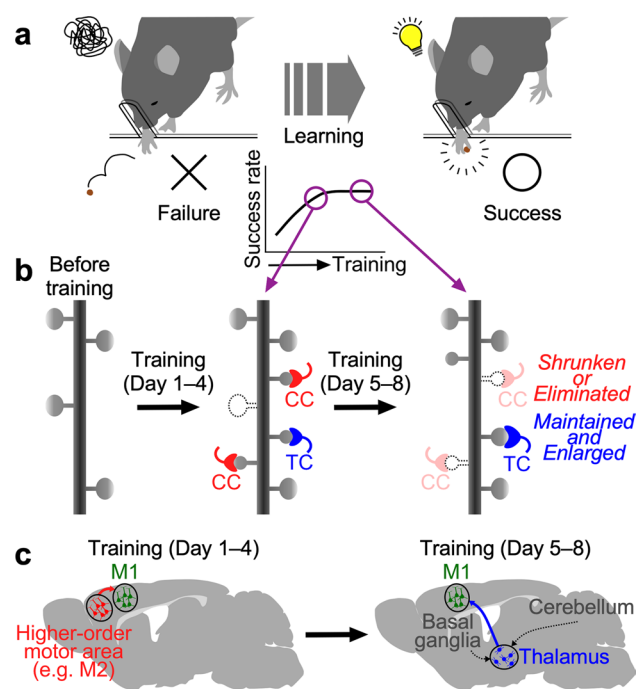 a
Learning
Failure
Success
Success rate
Training
b
Before
training
Training
(Day 1–4)
CC
TC
CC
Training
(Day 5–8)
Shrunken
or
Eliminated
CC
Maintained
and
Enlarged
TC
CC
c
Training (Day 1–4)
M1
Higher-order
motor area
(e.g. M2)
Training (Day 5–8)
M1
Basal
ganglia
Cerebellum
Thalamus